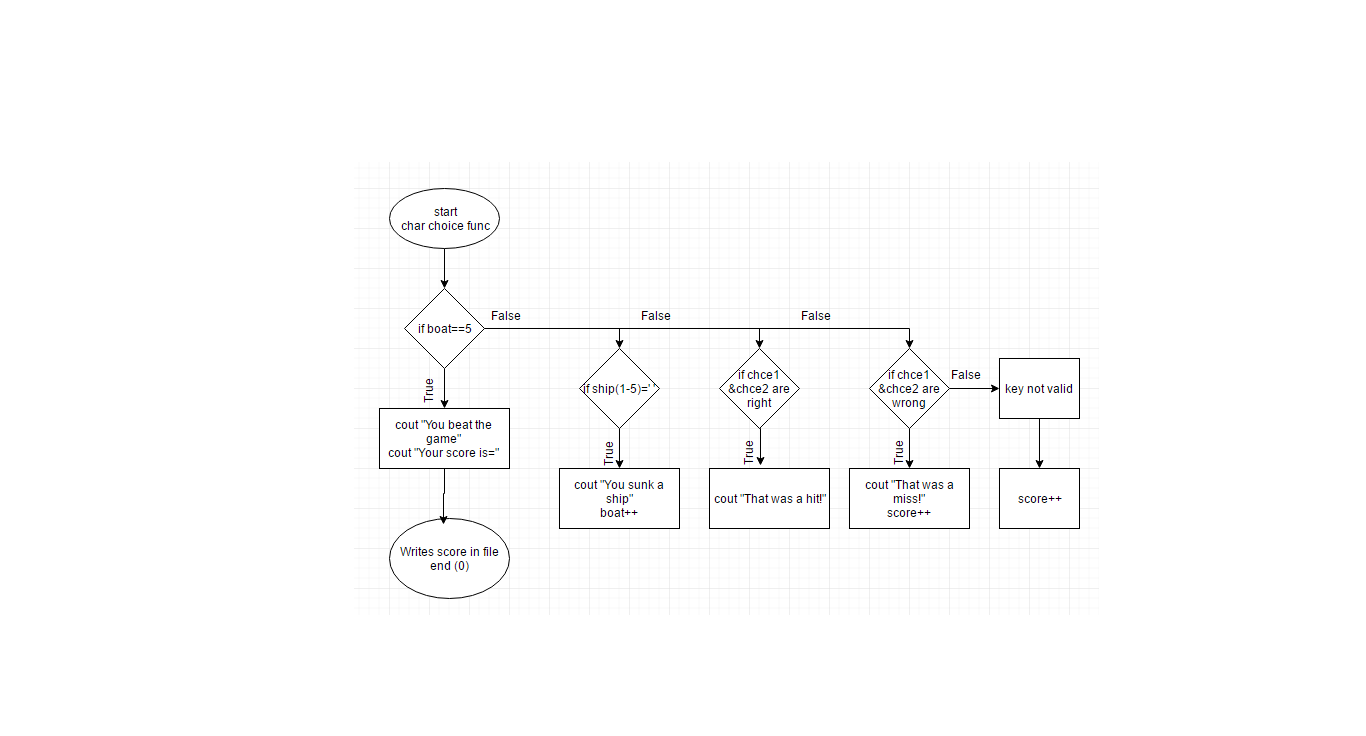 start
char choice func
if boat==5
False
False
False
True
cout "You beat the
game"
cout "Your score is="
Writes score in file
end (0)
if ship(1-5)=' '
True
cout "You sunk a
ship"
boat++
if chce1
&chce2 are
right
True
cout "That was a hit!"
if chce1
&chce2 are
wrong
False
True
cout "That was a
miss!"
score++
key not valid
score++